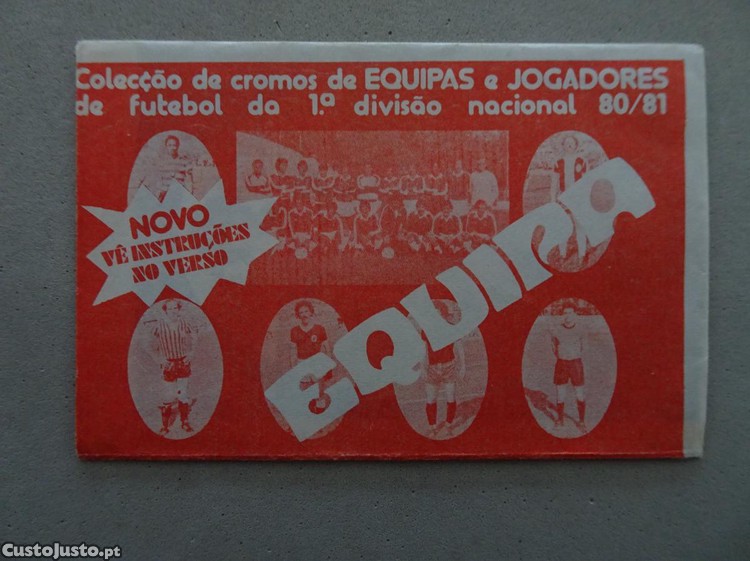 Colecção de cromos de EQUIPAS e JOGADORES
de futebol da 1.ª divisão nacional 80/81
NOVO
VÊ INSTRUÇÕES
NO VERSO
EQUIPA
CustoJusto.pt